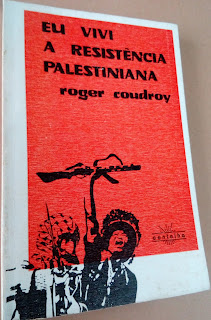 EU VIVI
A RESISTÊNCIA
PALESTINIANA
roger coudroy